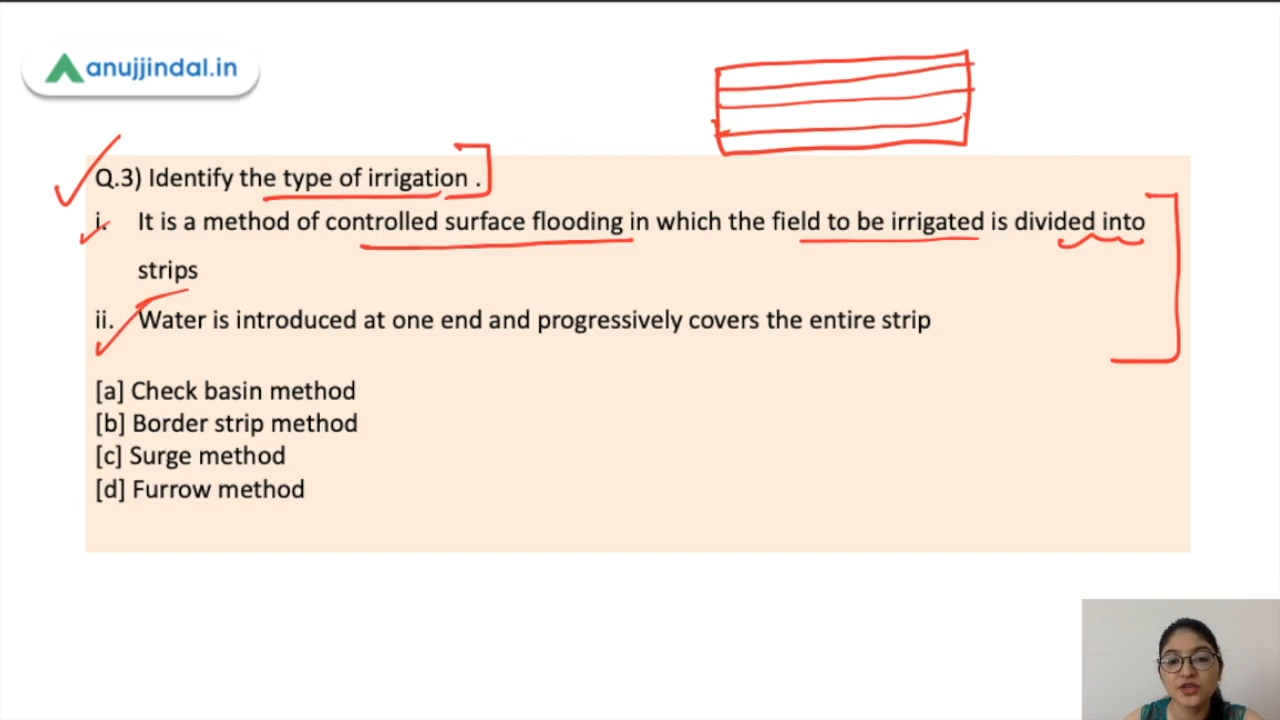 anujjindal.in
Q.3) Identify the type of irrigation .
i. It is a method of controlled surface flooding in which the field to be irrigated is divided into
strips
ii. Water is introduced at one end and progressively covers the entire strip
[a] Check basin method
[b] Border strip method
[c] Surge method
[d] Furrow method